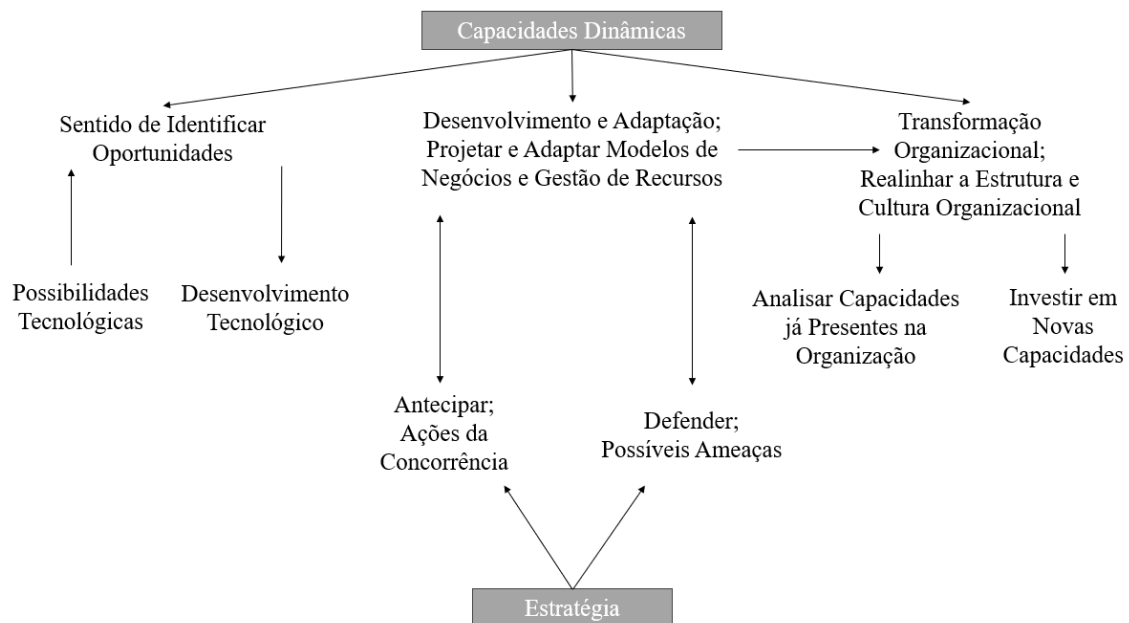 Capacidades Dinâmicas
Sentido de Identificar
Oportunidades
Desenvolvimento e Adaptação;
Projetar e Adaptar Modelos de
Negócios e Gestão de Recursos
Transformação
Organizacional;
Realinhar a Estrutura e
Cultura Organizacional
Possibilidades
Tecnológicas
Desenvolvimento
Tecnológico
Analisar Capacidades
já Presentes na
Organização
Investir em
Novas
Capacidades
Antecipar;
Ações da
Concorrência
Defender;
Possíveis Ameaças
Estratégia